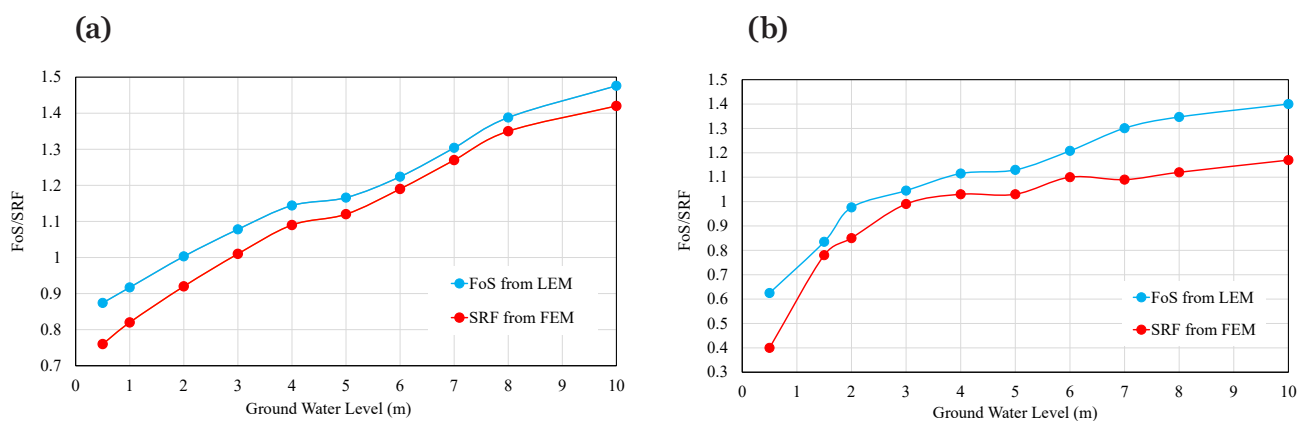 (a)
FoS/SRF
1.5
1.4
1.3
1.2
1.1
1
0.9
0.8
0.7
0 1 2 3 4 5 6 7 8 9 10
Ground Water Level (m)
FoS from LEM
SRF from FEM
(b)
FoS/SRF
1.5
1.4
1.3
1.2
1.1
1
0.9
0.8
0.7
0.6
0.5
0.4
0.3
0 1 2 3 4 5 6 7 8 9 10
Ground Water Level (m)
FoS from LEM
SRF from FEM